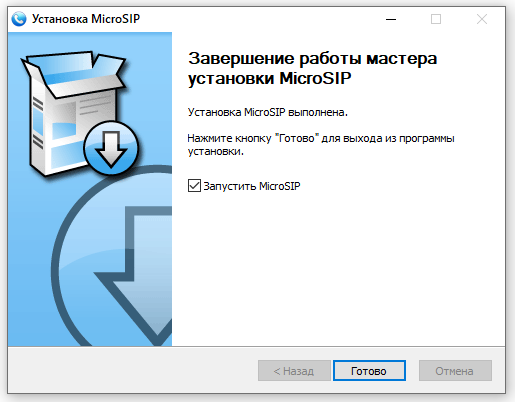 Установка MicroSIP
Завершение работы мастера
установки MicroSIP
Установка MicroSIP выполнена.
Нажмите кнопку "Готово" для выхода из программы
установки.
Запустить MicroSIP
< Назад
Готово
Отмена